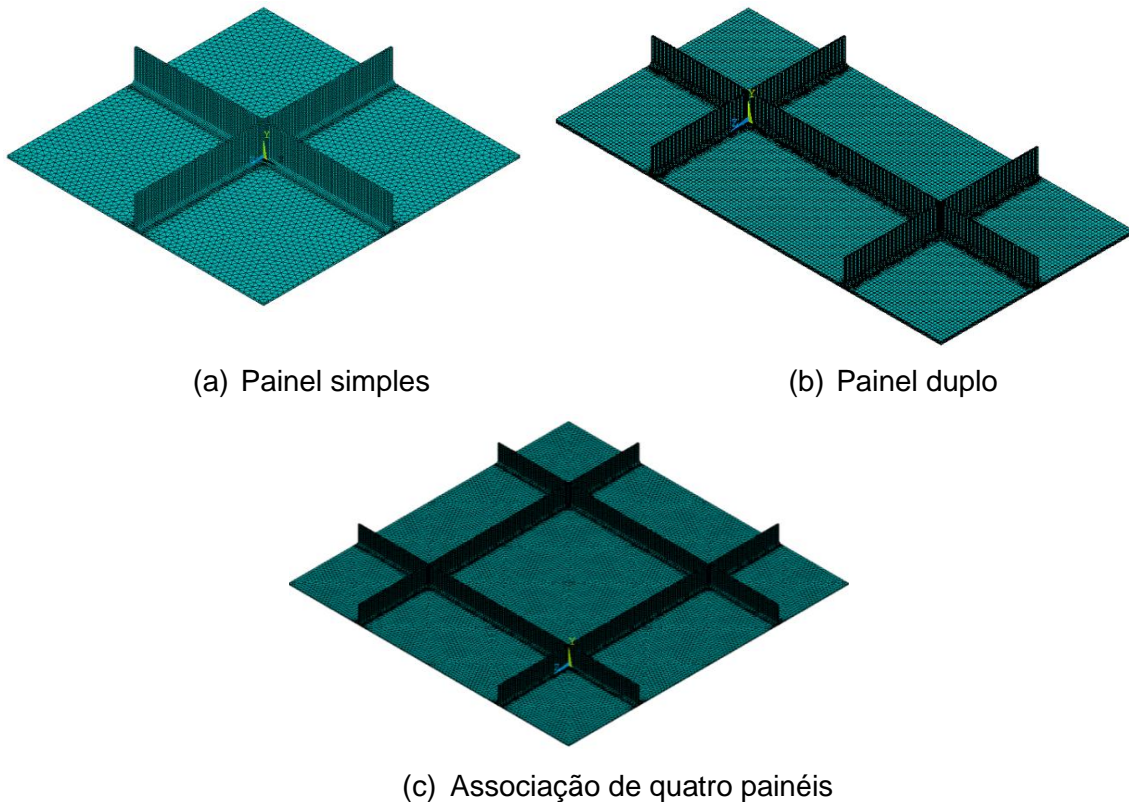 Y
Y
(a) Painel simples
(b) Painel duplo
Y
(c) Associação de quatro painéis